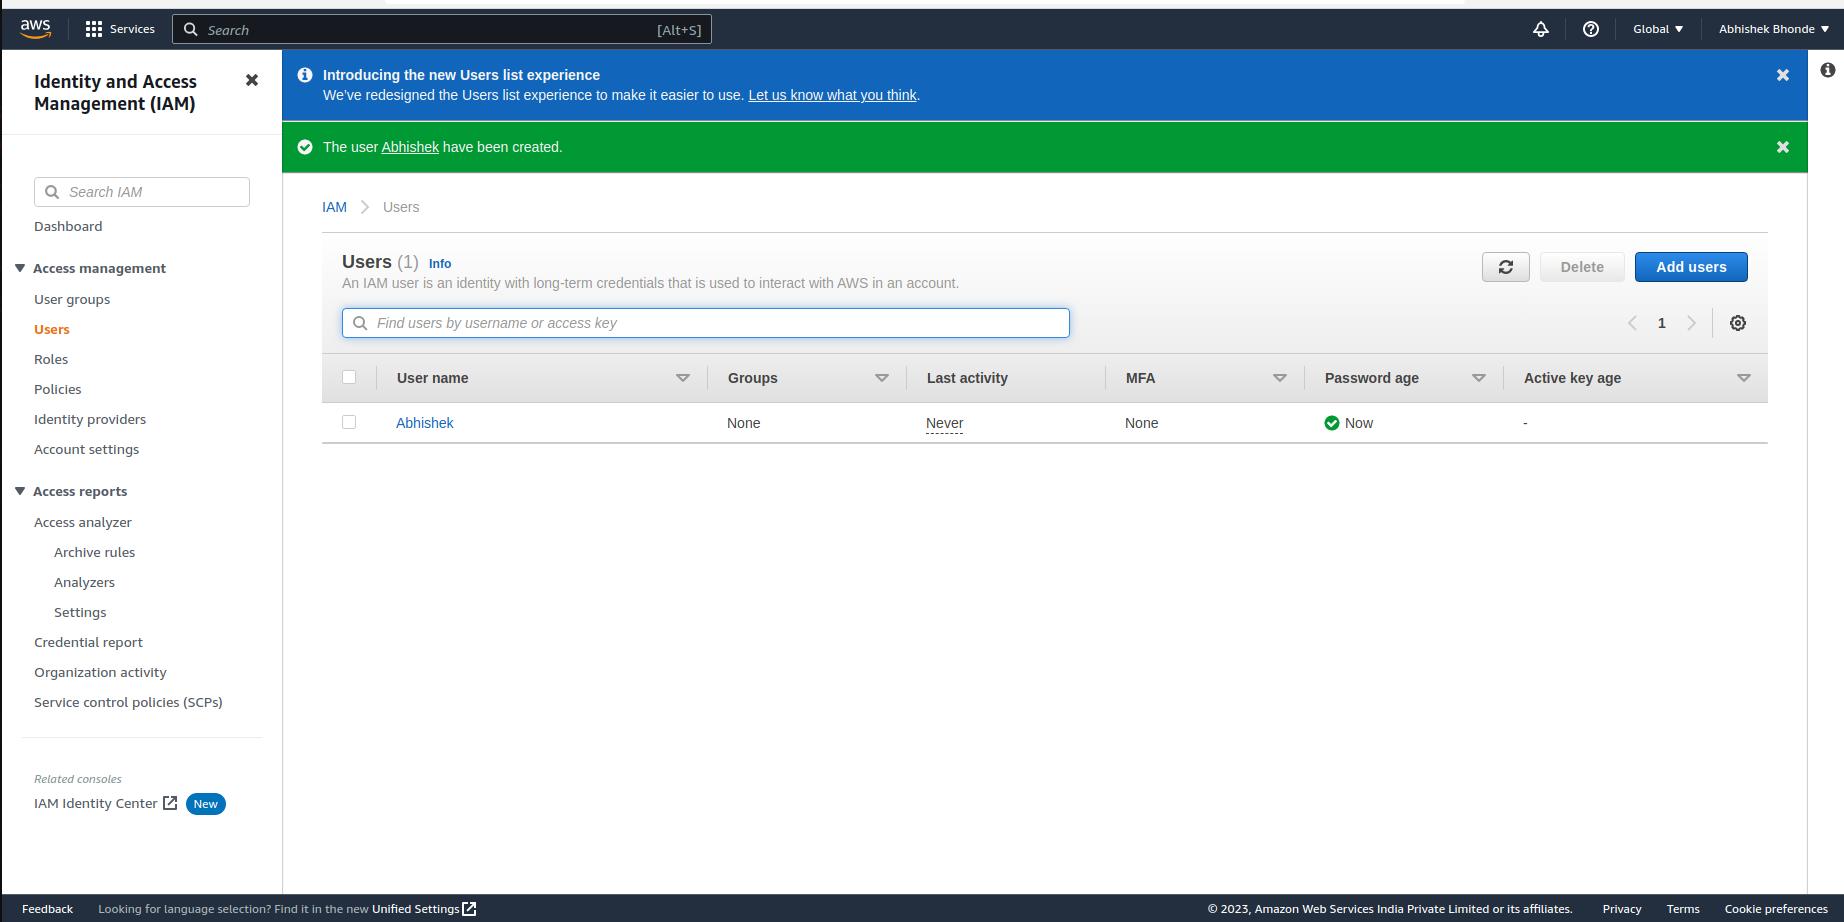 aws
Services
Search
[Alt+S]
Global
Abhishek Bhonde
Identity and Access
Management (IAM)
Search IAM
Dashboard
Access management
User groups
Users
Roles
Policies
Identity providers
Account settings
Access reports
Access analyzer
Archive rules
Analyzers
Settings
Credential report
Organization activity
Service control policies (SCPs)
Related consoles
IAM Identity Center New
Introducing the new Users list experience
We've redesigned the Users list experience to make it easier to use. Let us know what you think.
The user Abhishek have been created.
IAM Users
Users (1) Info
An IAM user is an identity with long-term credentials that is used to interact with AWS in an account.
Delete
Add users
Find users by username or access key
1
User name Groups Last activity MFA Password age Active key age
Abhishek None Never None Now -
Feedback Looking for language selection? Find it in the new Unified Settings © 2023, Amazon Web Services India Private Limited or its affiliates. Privacy Terms Cookie preferences